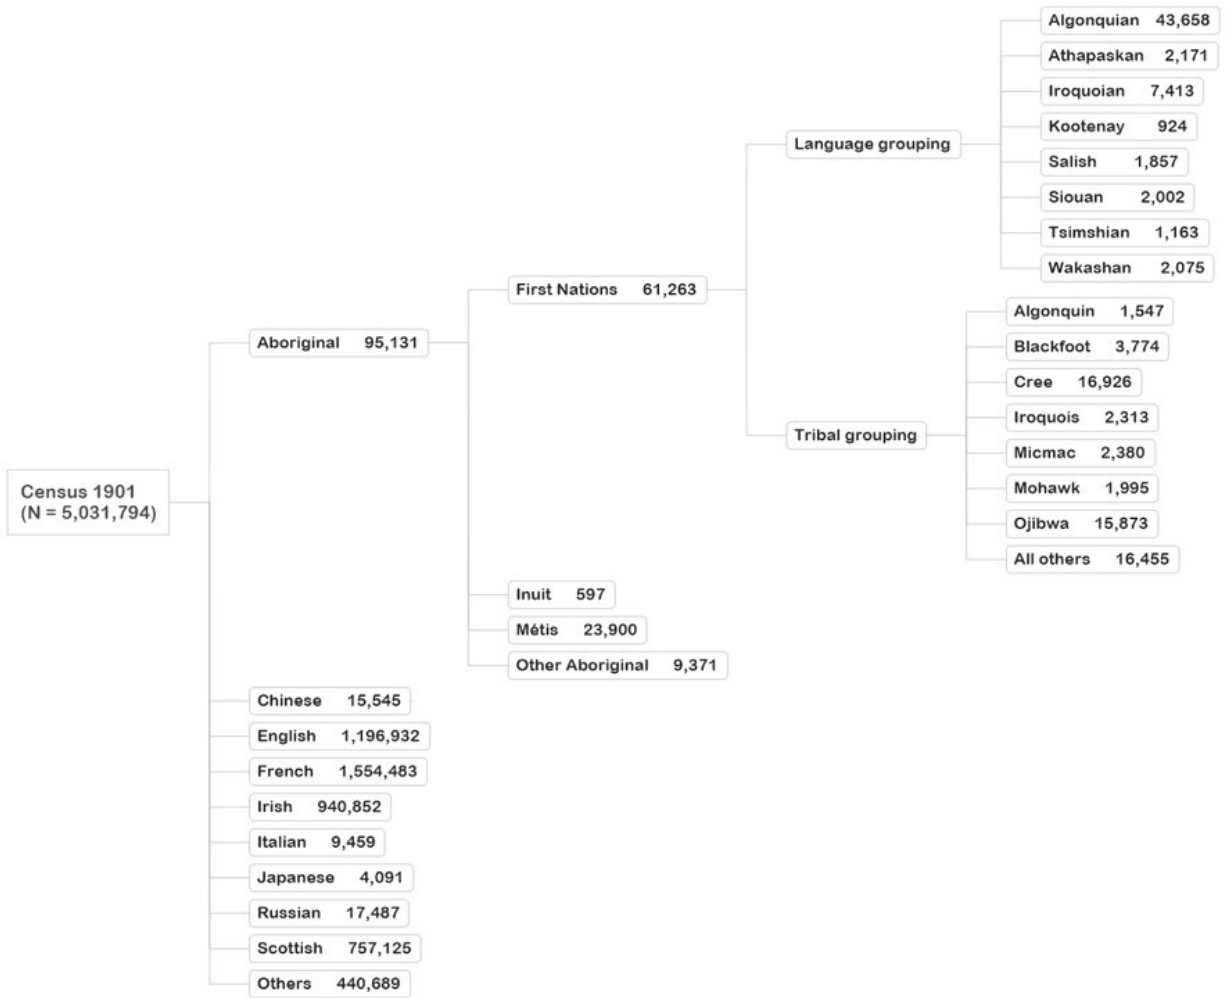 Census 1901
(N = 5,031,794)
Aboriginal 95,131
First Nations 61,263
Language grouping
Algonquian 43,658
Athapaskan 2,171
Iroquoian 7,413
Kootenay 924
Salish 1,857
Siouan 2,002
Tsimshian 1,163
Wakashan 2,075
Tribal grouping
Algonquin 1,547
Blackfoot 3,774
Cree 16,926
Iroquois 2,313
Micmac 2,380
Mohawk 1,995
Ojibwa 15,873
All others 16,455
Inuit 597
Métis 23,900
Other Aboriginal 9,371
Chinese 15,545
English 1,196,932
French 1,554,483
Irish 940,852
Italian 9,459
Japanese 4,091
Russian 17,487
Scottish 757,125
Others 440,689